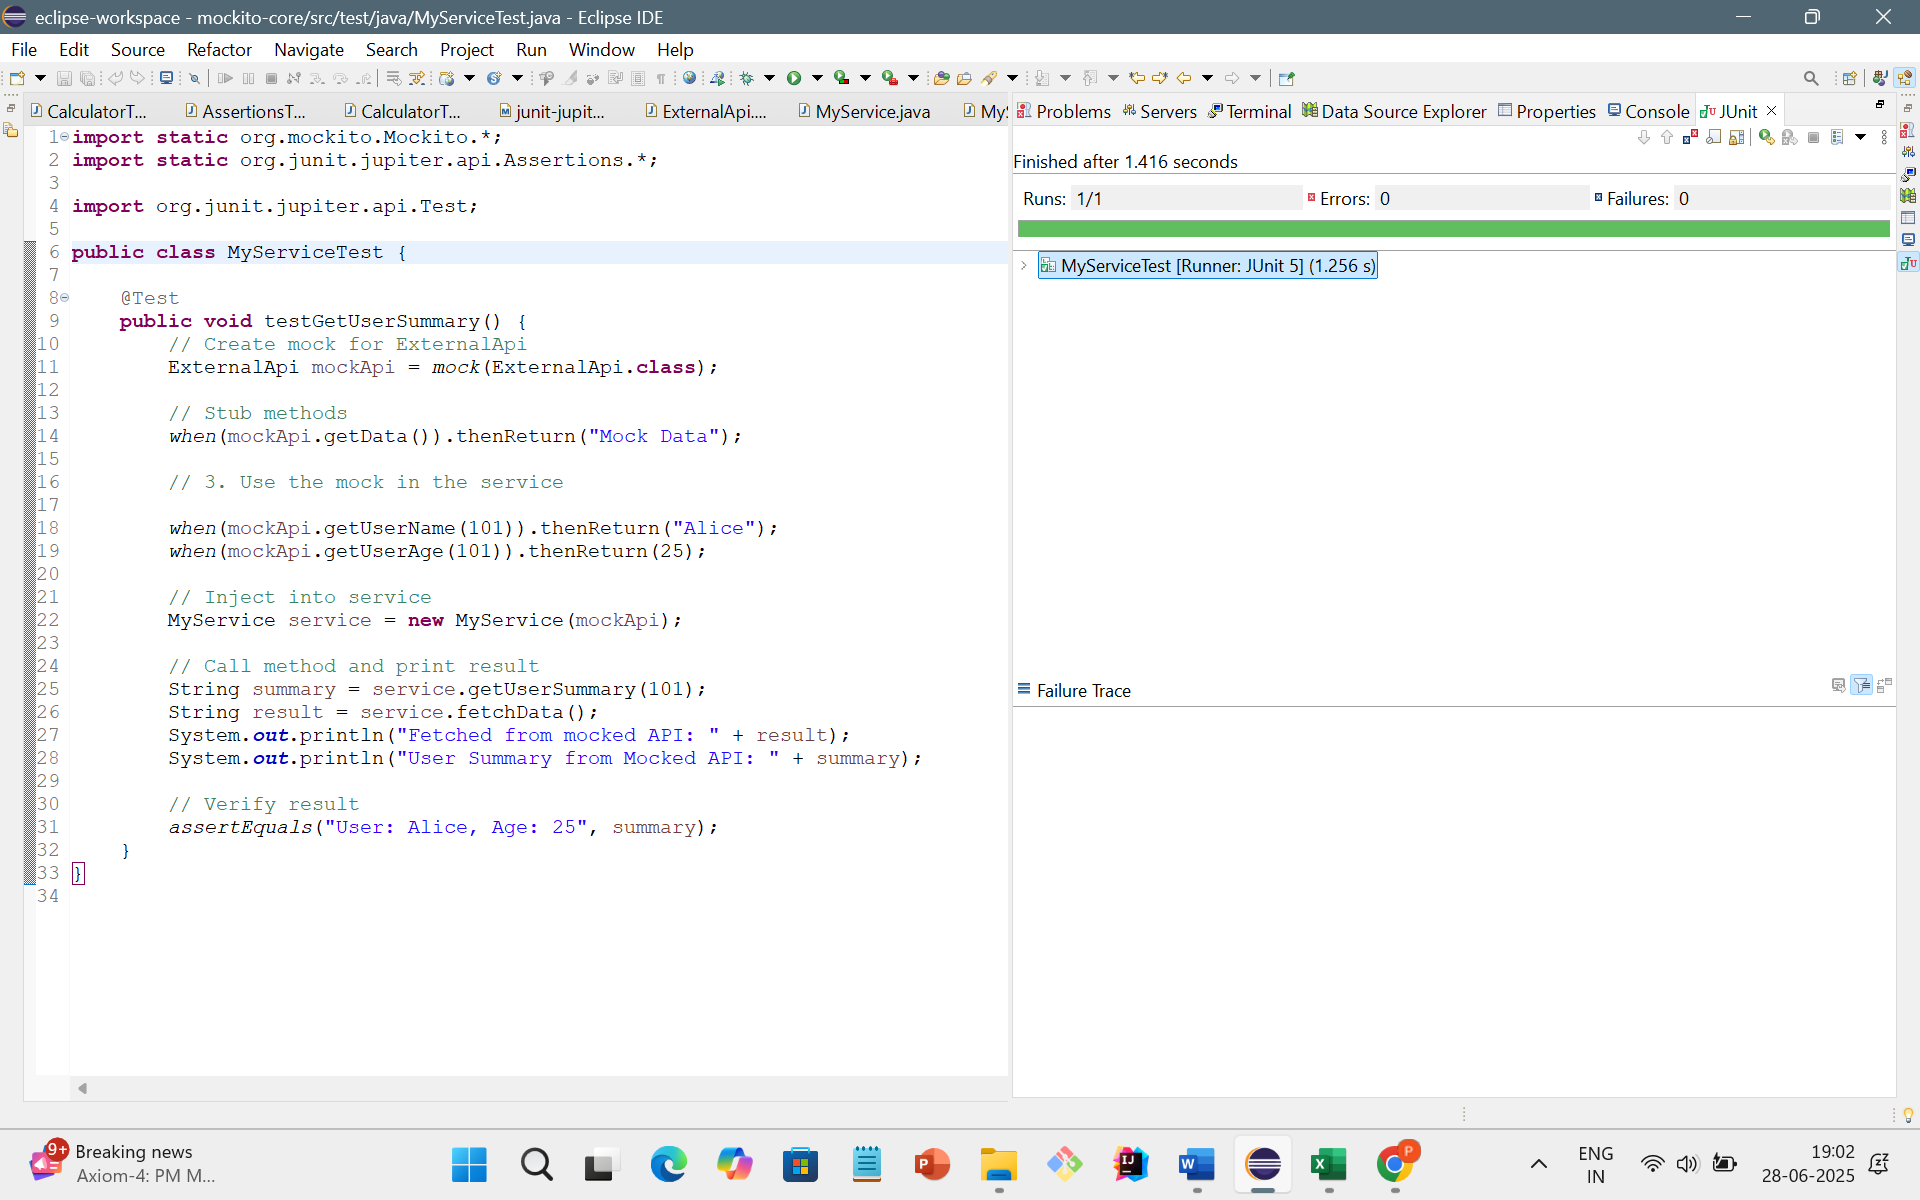 eclipse-workspace - mockito-core/src/test/java/MyServiceTest.java - Eclipse IDE
File Edit Source Refactor Navigate Search Project Run Window Help
CalculatorT... AssertionsT... CalculatorT... junit-jupit... ExternalApi.... MyService.java My
1 import static org.mockito.Mockito.*;
2 import static org.junit.jupiter.api.Assertions.*;
3
4 import org.junit.jupiter.api.Test;
5
6 public class MyServiceTest {
7
8 @Test
9 public void testGetUserSummary() {
10 // Create mock for ExternalApi
11 ExternalApi mockApi = mock(ExternalApi.class);
12
13 // Stub methods
14 when(mockApi.getData()).thenReturn("Mock Data");
15
16 // 3. Use the mock in the service
17
18 when(mockApi.getUserName(101)).thenReturn("Alice");
19 when(mockApi.getUserAge(101)).thenReturn(25);
20
21 // Inject into service
22 MyService service = new MyService(mockApi);
23
24 // Call method and print result
25 String summary = service.getUserSummary(101);
26 String result = service.fetchData();
27 System.out.println("Fetched from mocked API: " + result);
28 System.out.println("User Summary from Mocked API: " + summary);
29
30 // Verify result
31 assertEquals("User: Alice, Age: 25", summary);
32 }
33 }
34
Problems Servers Terminal Data Source Explorer Properties Console JUnit
Finished after 1.416 seconds
Runs: 1/1 Errors: 0 Failures: 0
MyServiceTest [Runner: JUnit 5] (1.256 s)
Failure Trace
9+ Breaking news
Axiom-4: PM M...
ENG
IN
19:02
28-06-2025